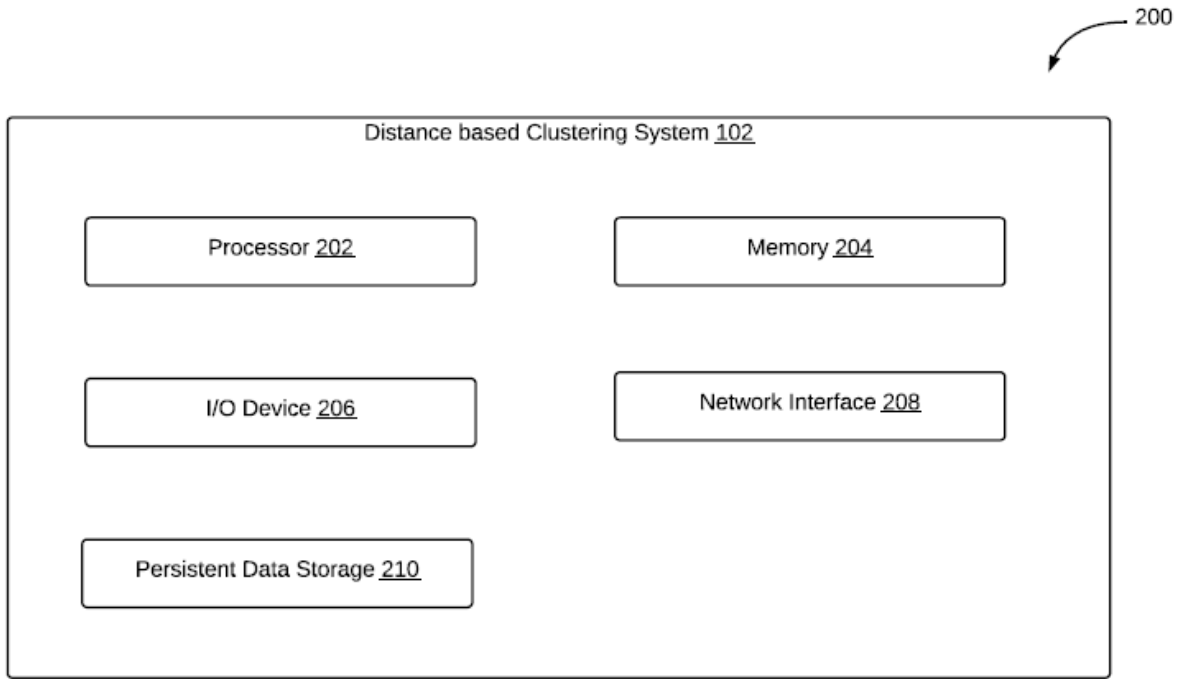 200
Distance based Clustering System 102
Processor 202
Memory 204
I/O Device 206
Network Interface 208
Persistent Data Storage 210